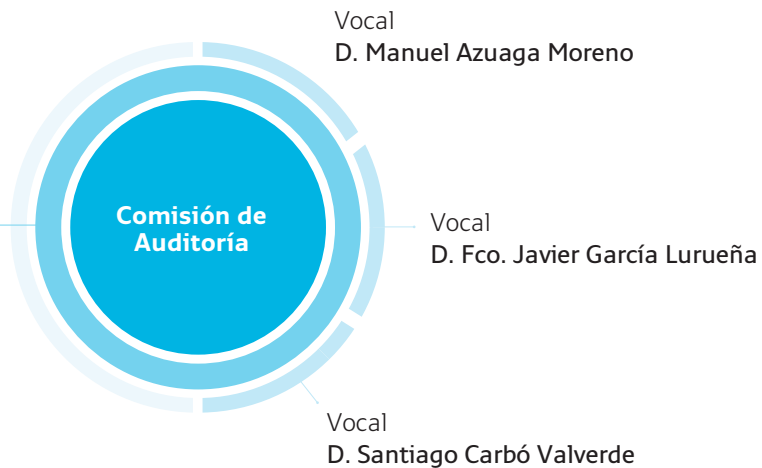 Vocal
D. Manuel Azuaga Moreno
Comisión de
Auditoría
Vocal
D. Fco. Javier García Lurueña
Vocal
D. Santiago Carbó Valverde